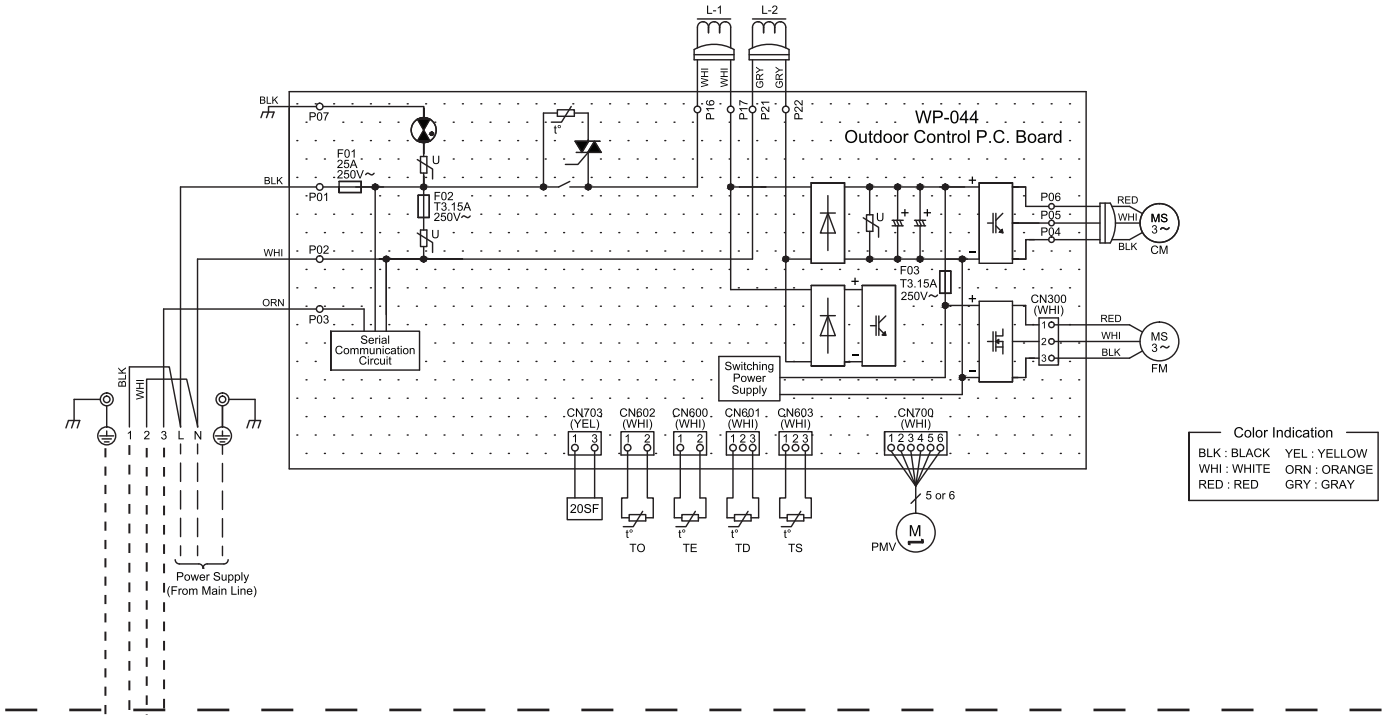 L-1
L-2
WHI
WHI
GRY
GRY
P16
P17
P21
P22
BLK
P07
WP-044
Outdoor Control P.C. Board
t°
F01
25A
250V~
U
BLK
P01
F02
T3.15A
250V~
U
+
U
+
+
P06
RED
P05
WHI
P04
BLK
MS
3~
CM
WHI
P02
−
F03
T3.15A
250V~
ORN
P03
+
−
+
−
CN300
(WHI)
1
2
3
RED
WHI
BLK
MS
3~
FM
Serial
Communication
Circuit
Switching
Power
Supply
BLK
WHI
1 2 3 L N
CN703
(YEL)
1 3
CN602
(WHI)
1 2
CN600
(WHI)
1 2
CN601
(WHI)
1 2 3
CN603
(WHI)
1 2 3
CN700
(WHI)
1 2 3 4 5 6
20SF
t°
TO
t°
TE
t°
TD
t°
TS
5 or 6
M
PMV
Power Supply
(From Main Line)
Color Indication
BLK : BLACK YEL : YELLOW
WHI : WHITE ORN : ORANGE
RED : RED GRY : GRAY